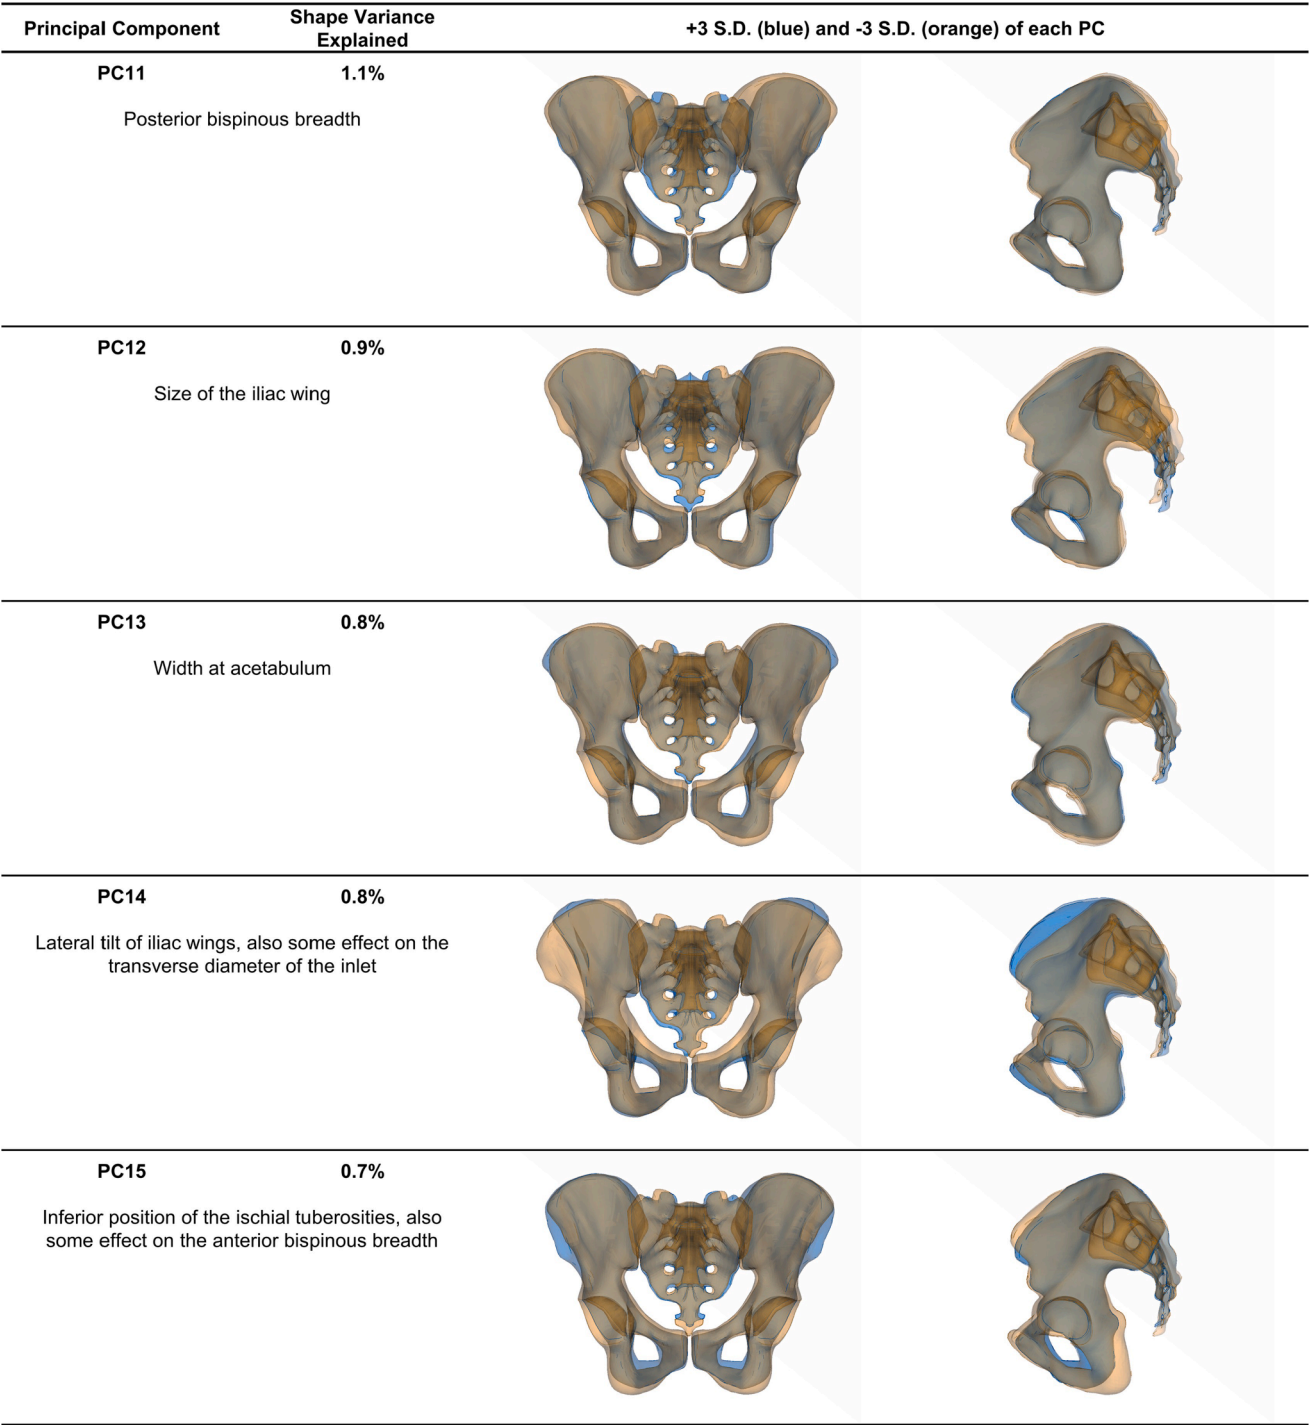 Principal Component
Shape Variance
Explained
+3 S.D. (blue) and -3 S.D. (orange) of each PC
PC11
1.1%
Posterior bispinous breadth
PC12
0.9%
Size of the iliac wing
PC13
0.8%
Width at acetabulum
PC14
0.8%
Lateral tilt of iliac wings, also some effect on the
transverse diameter of the inlet
PC15
0.7%
Inferior position of the ischial tuberosities, also
some effect on the anterior bispinous breadth